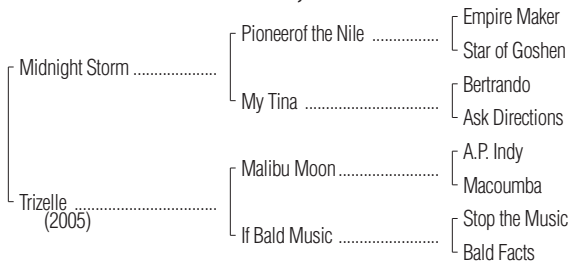 Empire Maker
Pioneerof the Nile ................
Star of Goshen
Midnight Storm ....................
Bertrando
My Tina ................................
Ask Directions
A.P. Indy
Malibu Moon .......................
Macoumba
Trizelle ..................................
(2005)
Stop the Music
If Bald Music ........................
Bald Facts